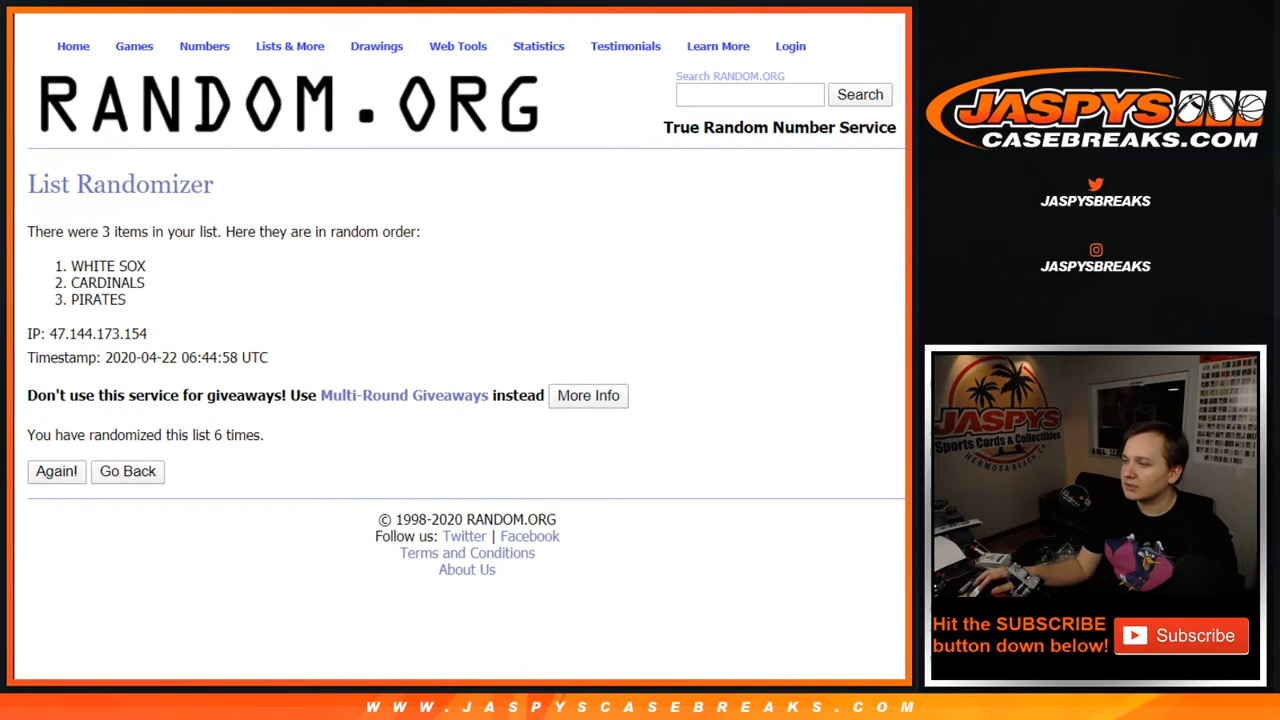 Home Games Numbers Lists & More Drawings Web Tools Statistics Testimonials Learn More Login
RANDOM.ORG
Search RANDOM.ORG
Search
True Random Number Service
List Randomizer
There were 3 items in your list. Here they are in random order:
1. WHITE SOX
2. CARDINALS
3. PIRATES
IP: 47.144.173.154
Timestamp: 2020-04-22 06:44:58 UTC
Don't use this service for giveaways! Use Multi-Round Giveaways instead More Info
You have randomized this list 6 times.
Again! Go Back
© 1998-2020 RANDOM.ORG
Follow us: Twitter | Facebook
Terms and Conditions
About Us
JASPYS
CASEBREAKS.COM
JASPYSBREAKS
JASPYSBREAKS
JASPYS
Sports Cards & Collectibles
HERMOSA BEACH, CA
Hit the SUBSCRIBE
button down below!
Subscribe
WWW.JASPYSCASEBREAKS.COM